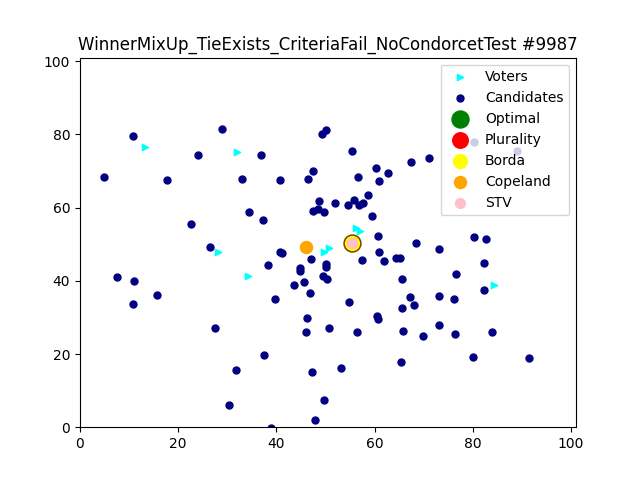 WinnerMixUp_TieExists_CriteriaFail_NoCondorcetTest #9987
100
80
60
40
20
0
0
20
40
60
80
100
Voters
Candidates
Optimal
Plurality
Borda
Copeland
STV